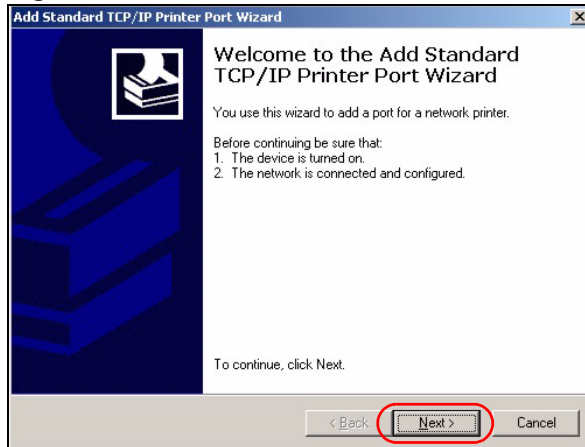 Add Standard TCP/IP Printer Port Wizard
Welcome to the Add Standard
TCP/IP Printer Port Wizard
You use this wizard to add a port for a network printer.
Before continuing be sure that:
1. The device is turned on.
2. The network is connected and configured.
To continue, click Next.
< Back
Next >
Cancel